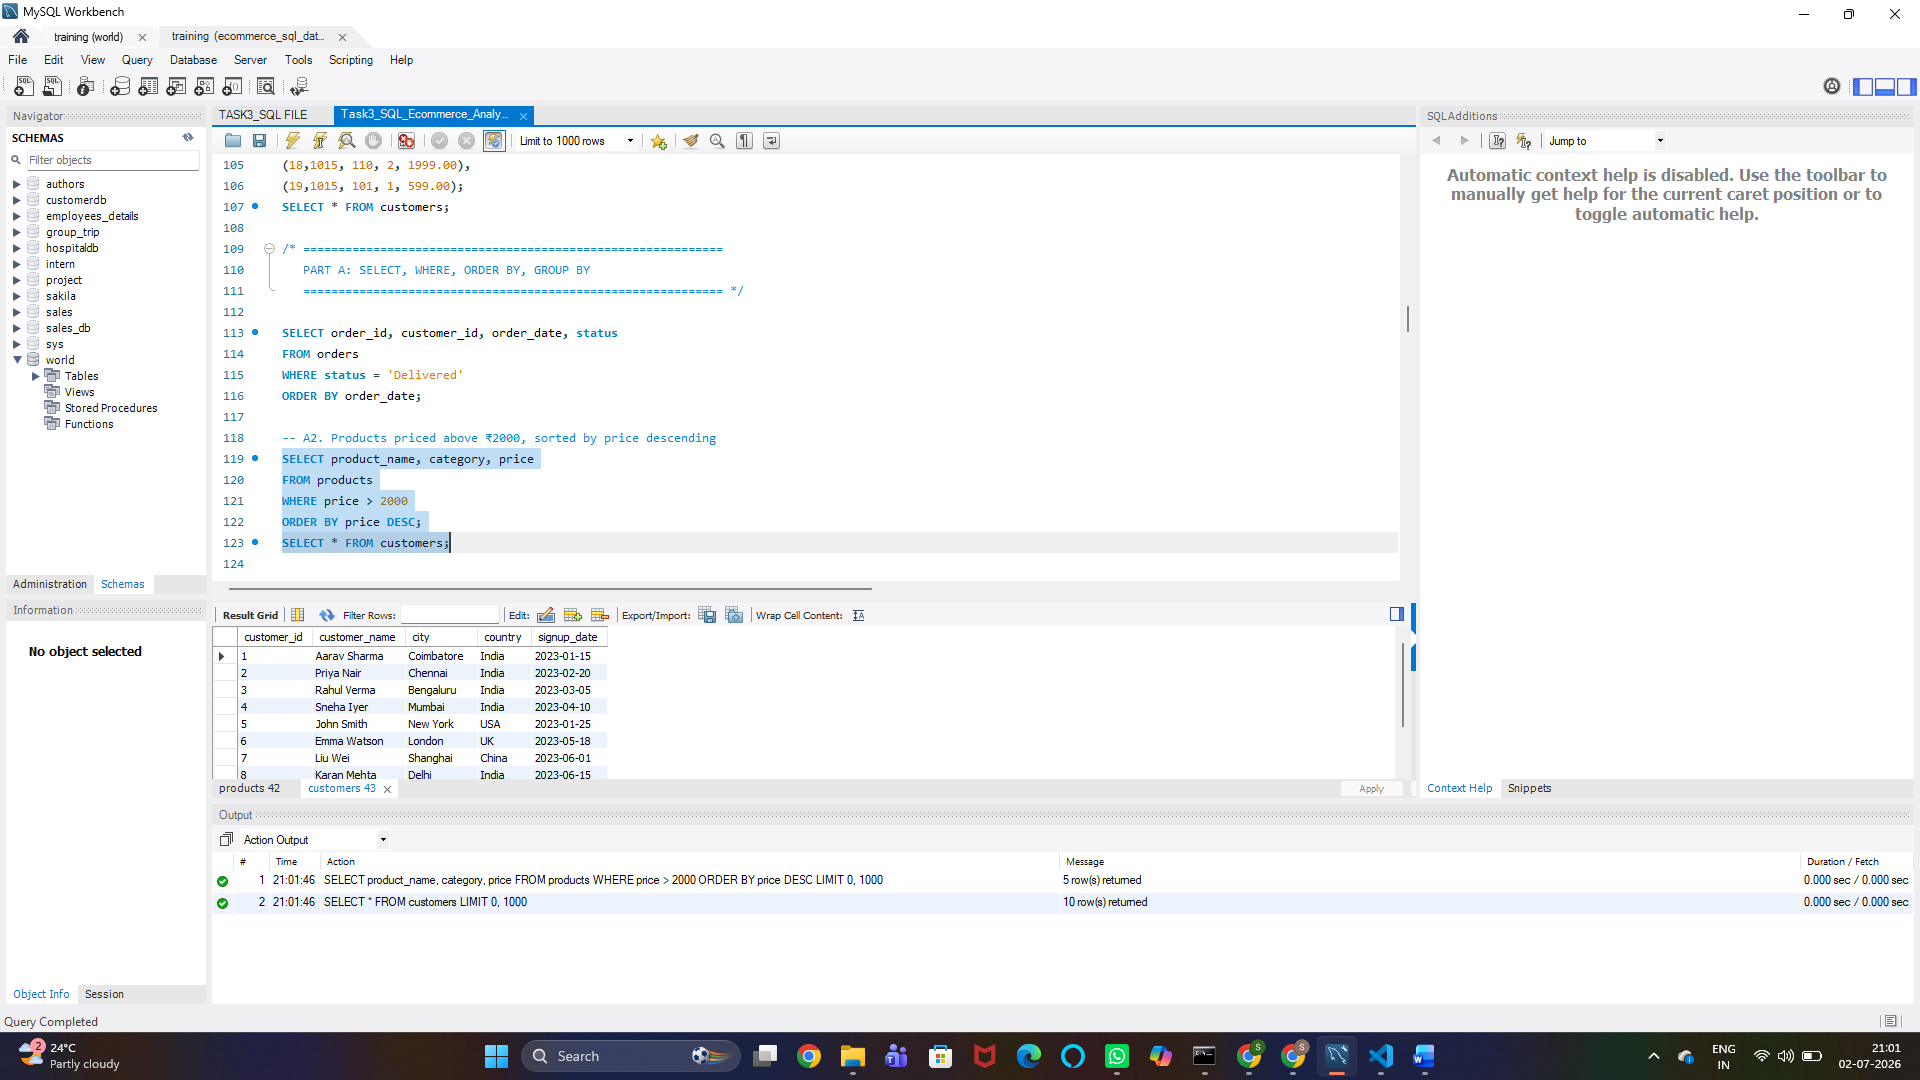 MySQL Workbench
training (world)
training (ecommerce_sql_dat...
File Edit View Query Database Server Tools Scripting Help
Navigator
SCHEMAS
Filter objects
authors
customerdb
employees_details
group_trip
hospitaldb
intern
project
sakila
sales
sales_db
sys
world
Tables
Views
Stored Procedures
Functions
Administration Schemas
Information
No object selected
Object Info Session
TASK3_SQL FILE
Task3_SQL_Ecommerce_Analy...
Limit to 1000 rows
105 (18,1015, 110, 2, 1999.00),
106 (19,1015, 101, 1, 599.00);
107 SELECT * FROM customers;
108
109 /* ============================================================
110 PART A: SELECT, WHERE, ORDER BY, GROUP BY
111 ============================================================ */
112
113 SELECT order_id, customer_id, order_date, status
114 FROM orders
115 WHERE status = 'Delivered'
116 ORDER BY order_date;
117
118 -- A2. Products priced above ₹2000, sorted by price descending
119 SELECT product_name, category, price
120 FROM products
121 WHERE price > 2000
122 ORDER BY price DESC;
123 SELECT * FROM customers;
124
Result Grid Filter Rows: Edit: Export/Import: Wrap Cell Content:
customer_id customer_name city country signup_date
1 Aarav Sharma Coimbatore India 2023-01-15
2 Priya Nair Chennai India 2023-02-20
3 Rahul Verma Bengaluru India 2023-03-05
4 Sneha Iyer Mumbai India 2023-04-10
5 John Smith New York USA 2023-01-25
6 Emma Watson London UK 2023-05-18
7 Liu Wei Shanghai China 2023-06-01
8 Karan Mehta Delhi India 2023-06-15
products 42 customers 43
Apply
SQLAdditions
Jump to
Automatic context help is disabled. Use the toolbar to
manually get help for the current caret position or to
toggle automatic help.
Context Help Snippets
Output
Action Output
# Time Action Message Duration / Fetch
1 21:01:46 SELECT product_name, category, price FROM products WHERE price > 2000 ORDER BY price DESC LIMIT 0, 1000 5 row(s) returned 0.000 sec / 0.000 sec
2 21:01:46 SELECT * FROM customers LIMIT 0, 1000 10 row(s) returned 0.000 sec / 0.000 sec
Query Completed
2
24°C
Partly cloudy
Search
S
S
ENG
IN
21:01
02-07-2026